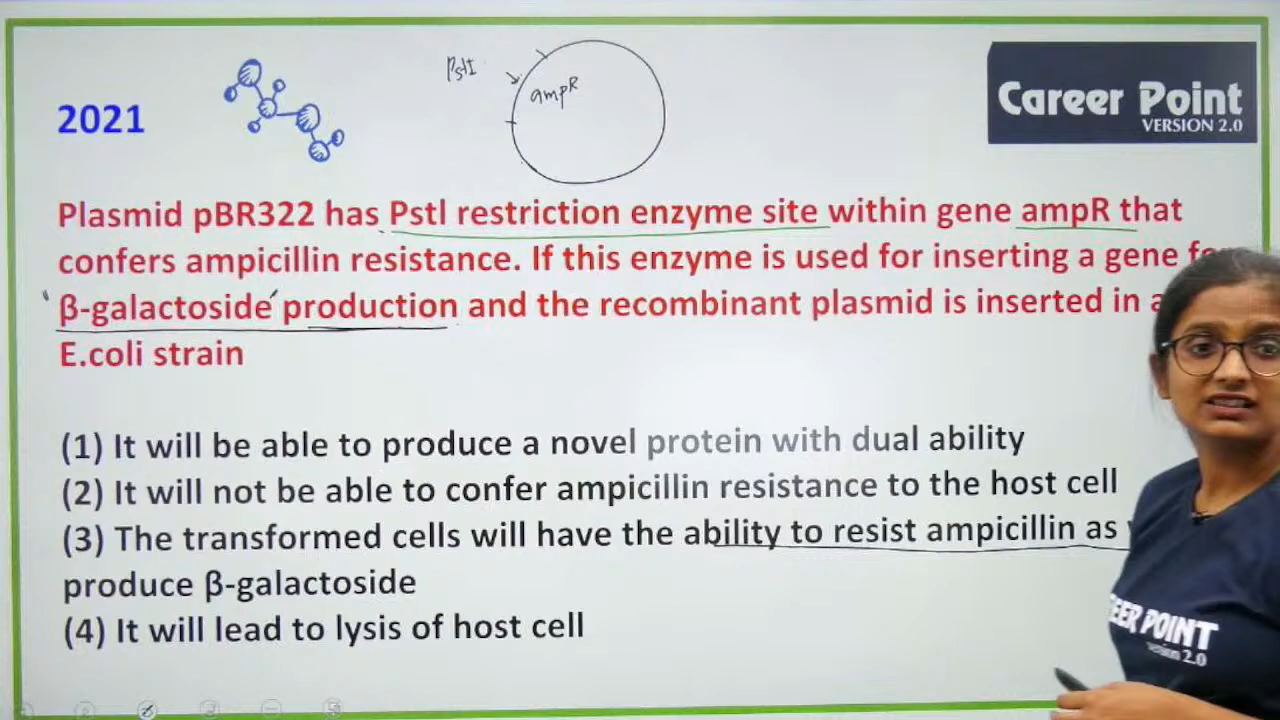 PstI
ampR
Career Point
VERSION 2.0
2021
Plasmid pBR322 has PstI restriction enzyme site within gene ampR that
confers ampicillin resistance. If this enzyme is used for inserting a gene
β-galactoside production and the recombinant plasmid is inserted in
E.coli strain
(1) It will be able to produce a novel protein with dual ability
(2) It will not be able to confer ampicillin resistance to the host cell
(3) The transformed cells will have the ability to resist ampicillin as
produce β-galactoside
(4) It will lead to lysis of host cell
POINT
version 2.0